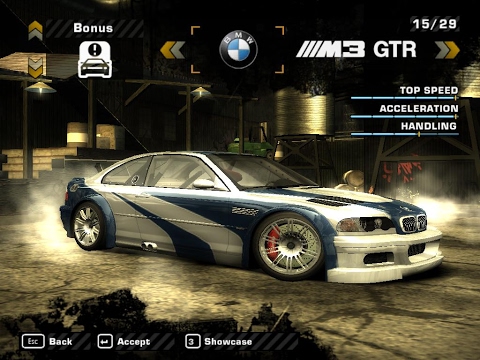 Bonus
15/29
BMW
M3 GTR
TOP SPEED
ACCELERATION
HANDLING
Esc Back
Accept
3 Showcase